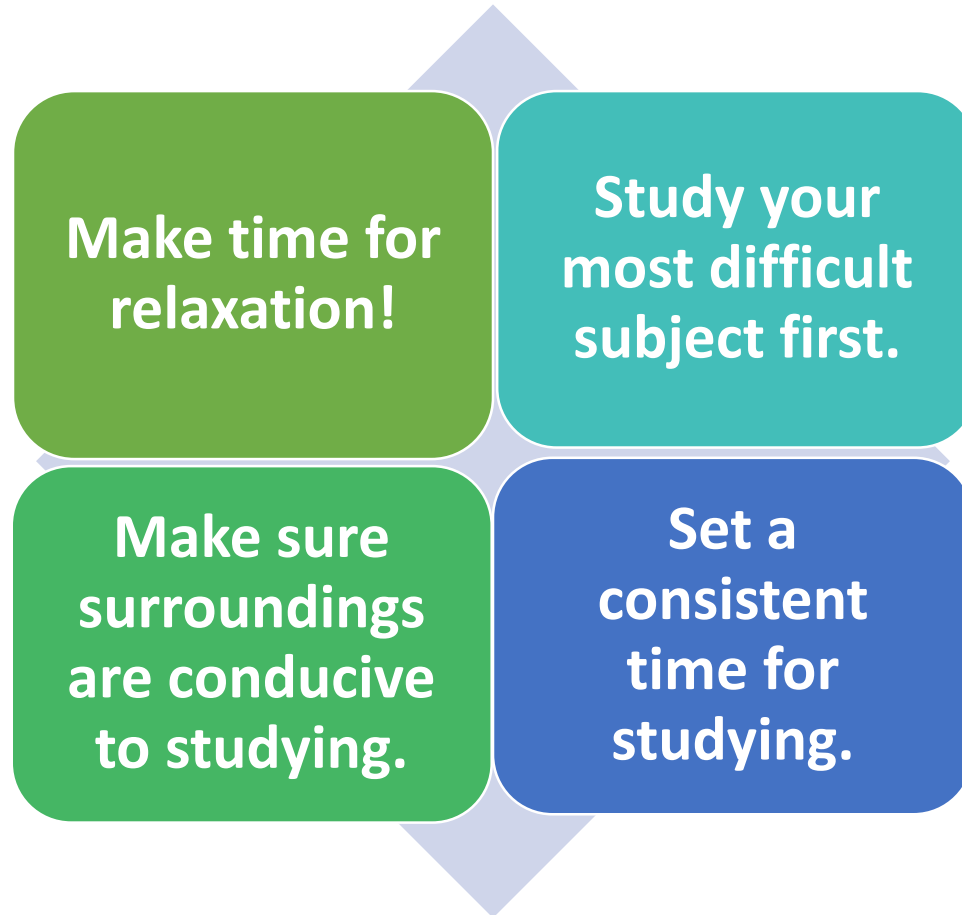 Make time for
relaxation!
Study your
most difficult
subject first.
Make sure
surroundings
are conducive
to studying.
Set a
consistent
time for
studying.